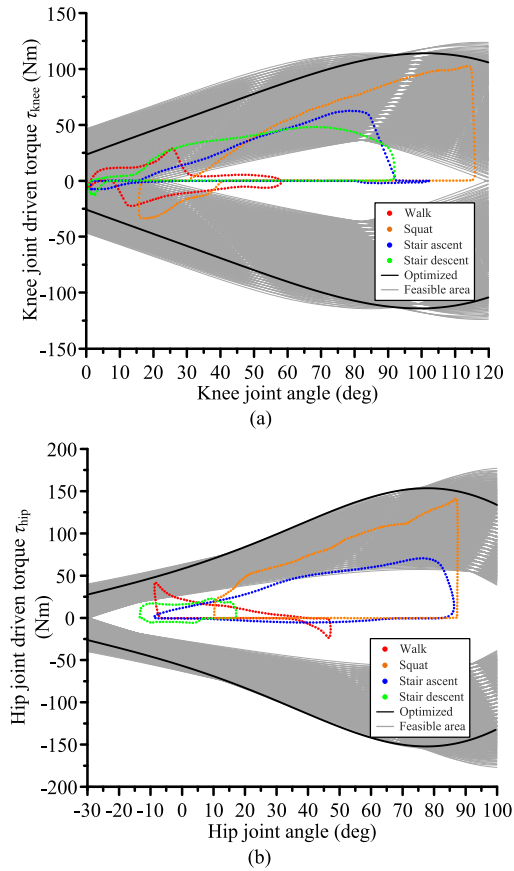 150
100
50
0
-50
-100
-150
Knee joint driven torque τknee (Nm)
Walk
Squat
Stair ascent
Stair descent
Optimized
Feasible area
0 10 20 30 40 50 60 70 80 90 100 110 120
Knee joint angle (deg)
(a)
200
150
100
50
0
-50
-100
-150
-200
Hip joint driven torque τhip
(Nm)
Walk
Squat
Stair ascent
Stair descent
Optimized
Feasible area
-30 -20 -10 0 10 20 30 40 50 60 70 80 90 100
Hip joint angle (deg)
(b)